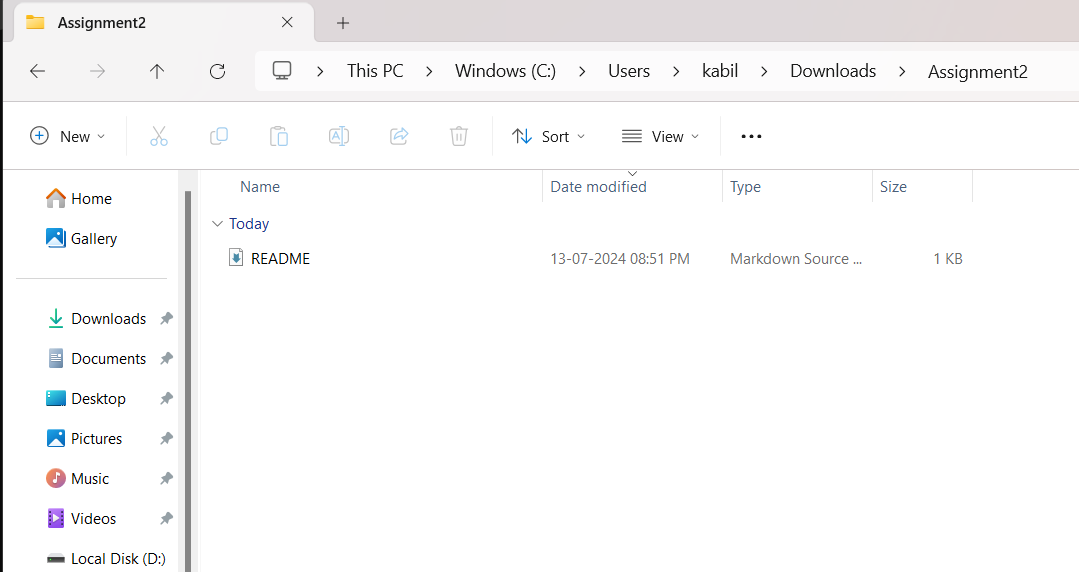 Assignment2
This PC > Windows (C:) > Users > kabil > Downloads > Assignment2
New Sort View
Name Date modified Type Size
Today
README 13-07-2024 08:51 PM Markdown Source ... 1 KB
Home
Gallery
Downloads
Documents
Desktop
Pictures
Music
Videos
Local Disk (D:)